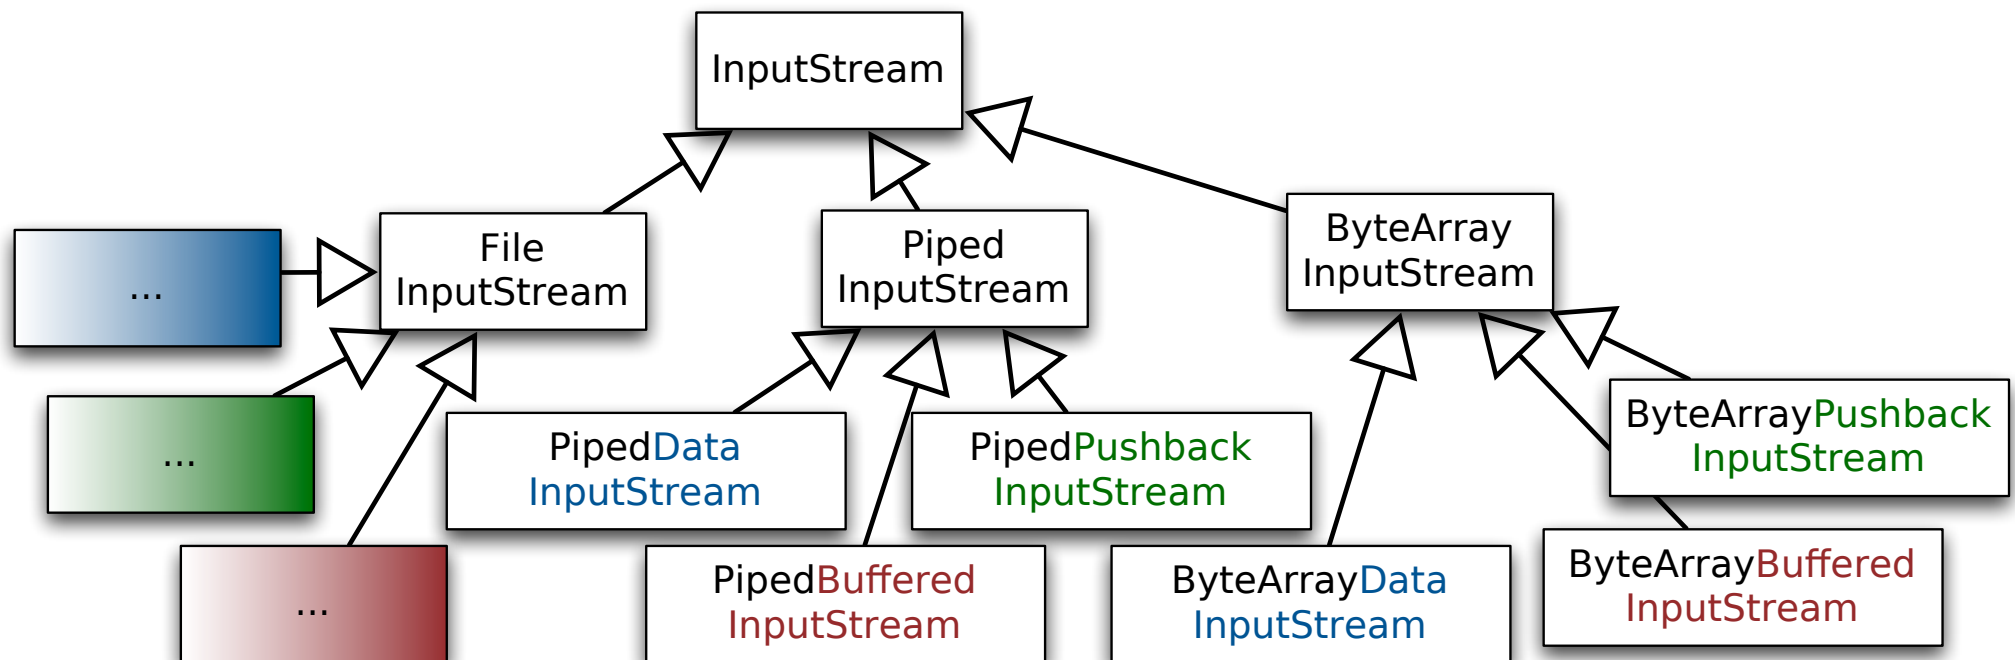 InputStream
File
InputStream
Piped
InputStream
ByteArray
InputStream
...
...
...
PipedData
InputStream
PipedPushback
InputStream
ByteArrayPushback
InputStream
PipedBuffered
InputStream
ByteArrayData
InputStream
ByteArrayBuffered
InputStream